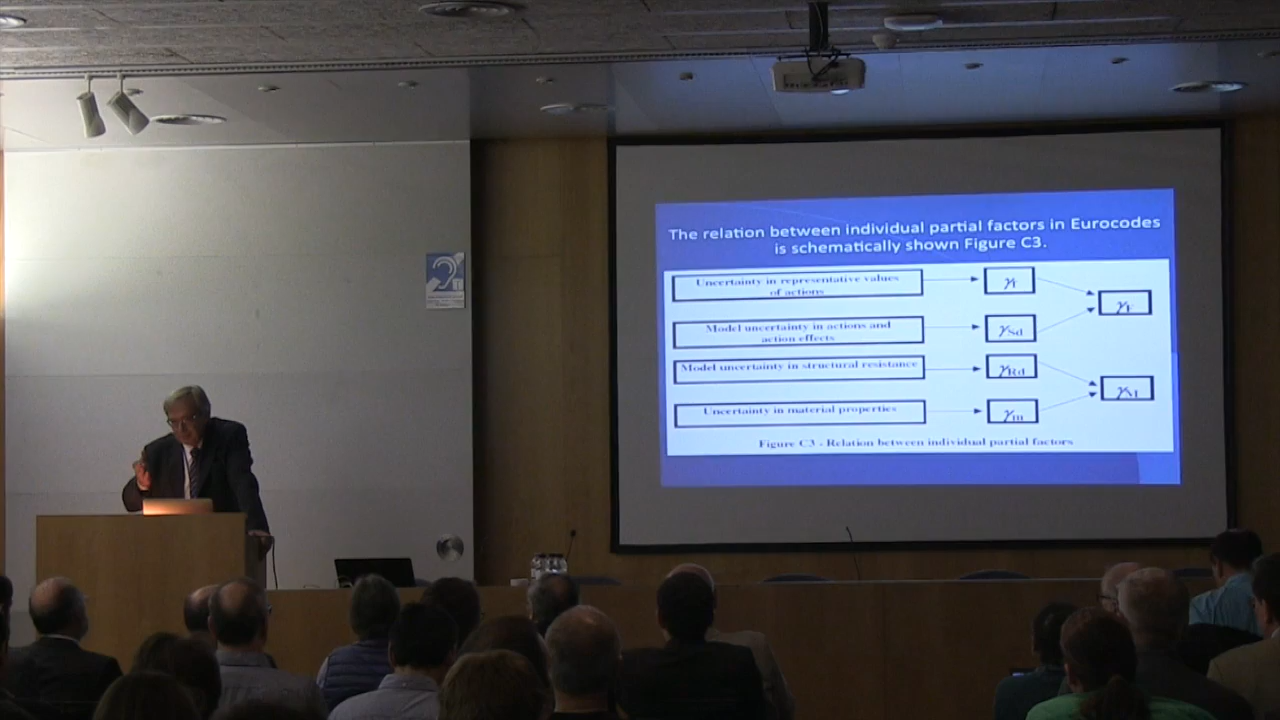 The relation between individual partial factors in Eurocodes
is schematically shown Figure C3.
Uncertainty in representative values
of actions
γf
γF
Model uncertainty in actions and
action effects
γSd
Model uncertainty in structural resistance
γRd
γM
Uncertainty in material properties
γm
Figure C3 - Relation between individual partial factors